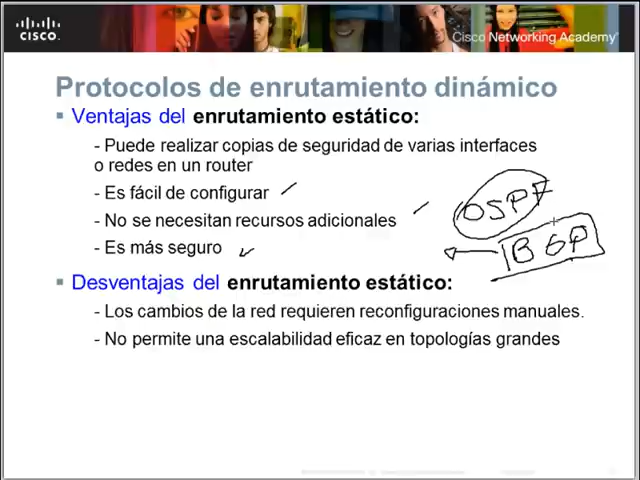 CISCO.
Cisco Networking Academy®
Protocolos de enrutamiento dinámico
Ventajas del enrutamiento estático:
- Puede realizar copias de seguridad de varias interfaces
o redes en un router
- Es fácil de configurar
- No se necesitan recursos adicionales
OSPF
- Es más seguro
BGP
Desventajas del enrutamiento estático:
- Los cambios de la red requieren reconfiguraciones manuales.
- No permite una escalabilidad eficaz en topologías grandes